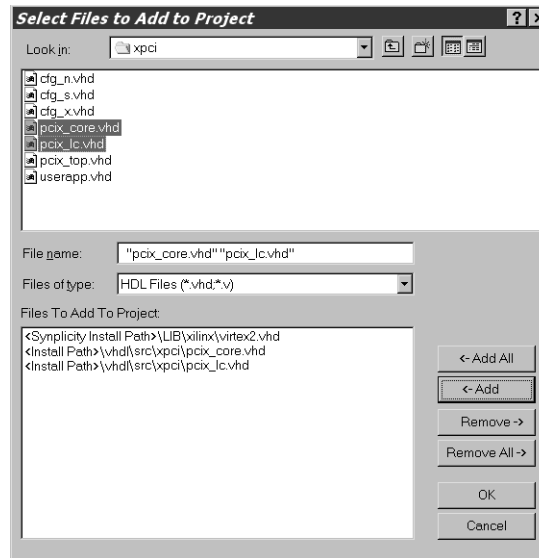 Select Files to Add to Project
Look in: xpci
cfg_n.vhd
cfg_s.vhd
cfg_x.vhd
pcix_core.vhd
pcix_lc.vhd
pcix_top.vhd
userapp.vhd
File name: "pcix_core.vhd" "pcix_lc.vhd"
Files of type: HDL Files (*.vhd;*.v)
Files To Add To Project:
<Synplicity Install Path>\LIB\xilinx\virtex2.vhd
<Install Path>\vhdl\src\xpci\pcix_core.vhd
<Install Path>\vhdl\src\xpci\pcix_lc.vhd
<- Add All
<- Add
Remove ->
Remove All ->
OK
Cancel